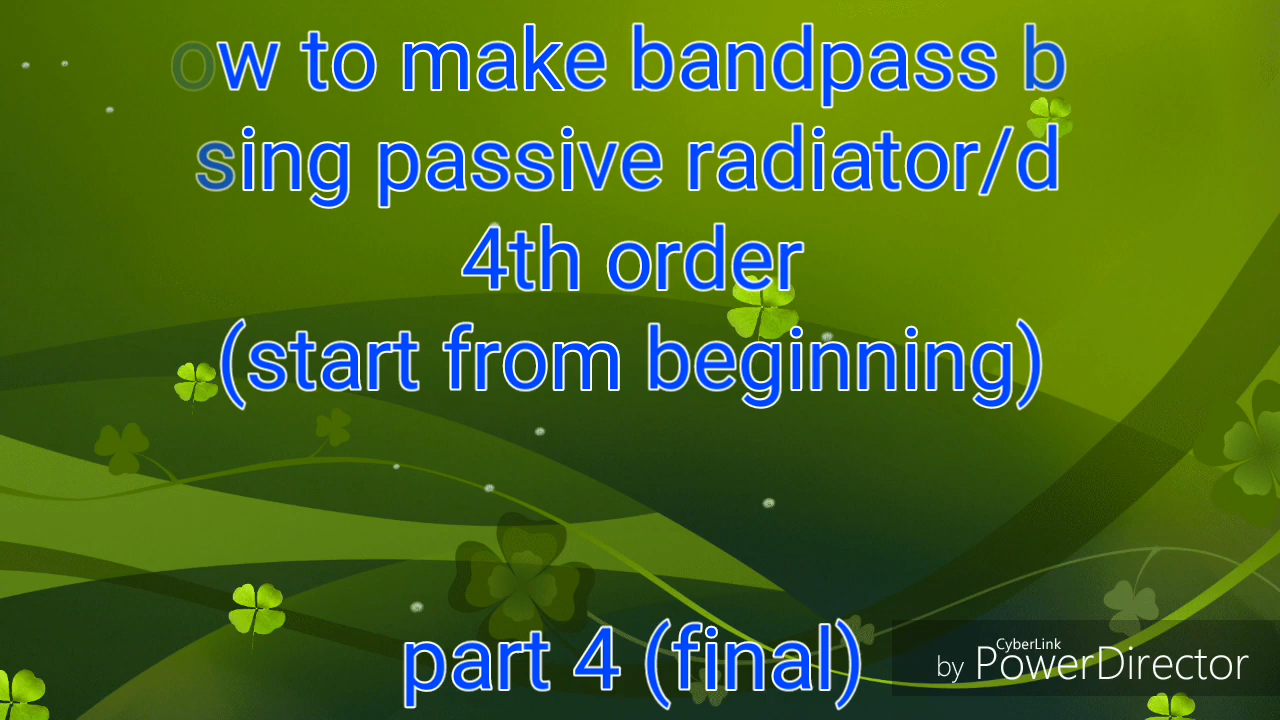 ow to make bandpass b
sing passive radiator/d
4th order
(start from beginning)
part 4 (final)
by CyberLink PowerDirector